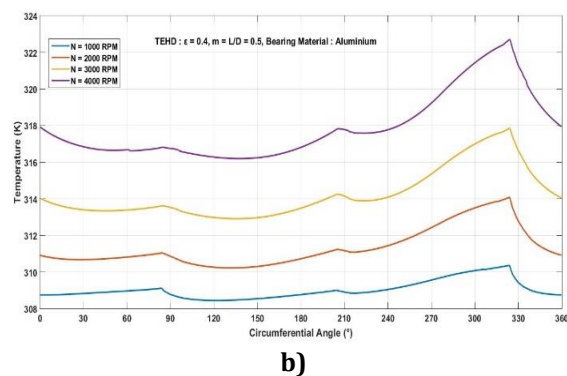 324
TEHD : ε = 0.4, m = L/D = 0.5, Bearing Material : Aluminium
N = 1000 RPM
N = 2000 RPM
N = 3000 RPM
N = 4000 RPM
322
320
318
316
314
312
310
308
Temperature (K)
0 30 60 90 120 150 180 210 240 270 300 330 360
Circumferential Angle (°)
b)